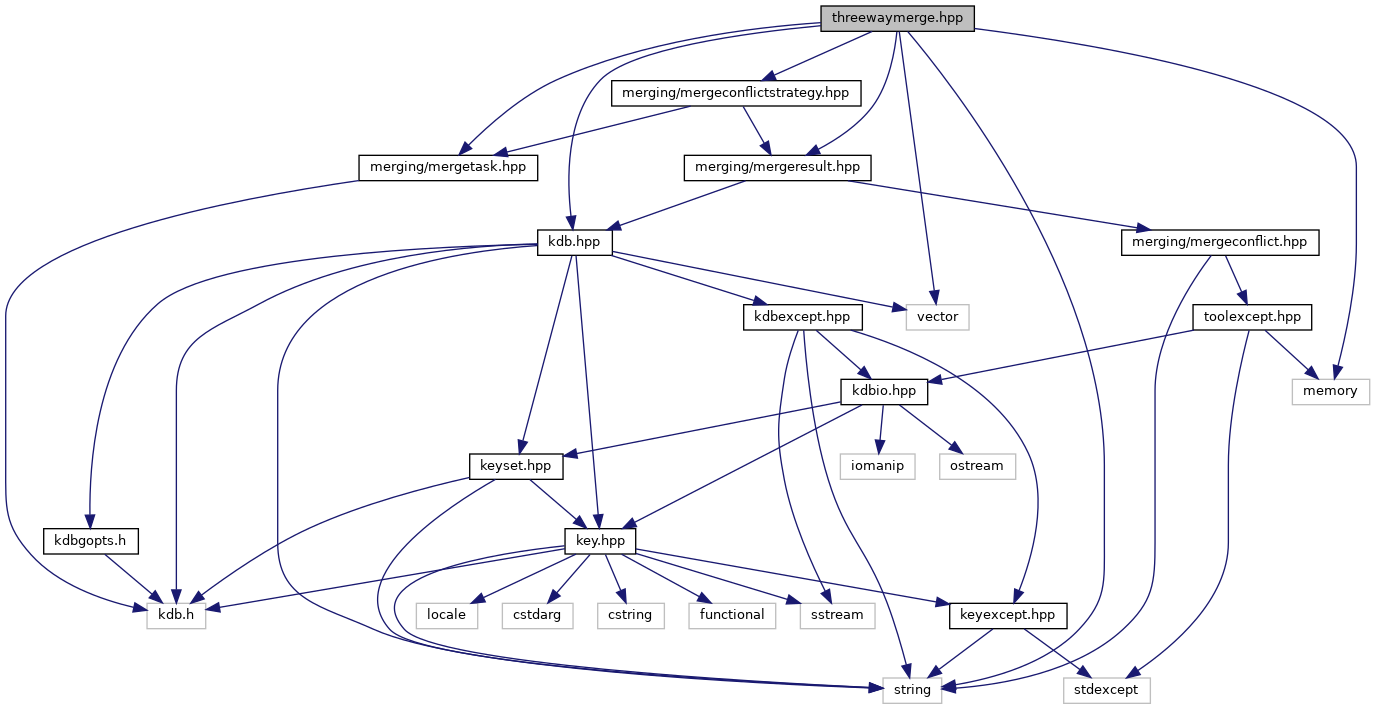 threewaymerge.hpp
merging/mergeconflictstrategy.hpp
merging/mergetask.hpp
merging/mergeresult.hpp
kdb.hpp
merging/mergeconflict.hpp
kdbexcept.hpp
vector
toolexcept.hpp
kdbio.hpp
memory
keyset.hpp
iomanip
ostream
kdbgopts.h
key.hpp
kdb.h
locale
cstdarg
cstring
functional
sstream
keyexcept.hpp
string
stdexcept